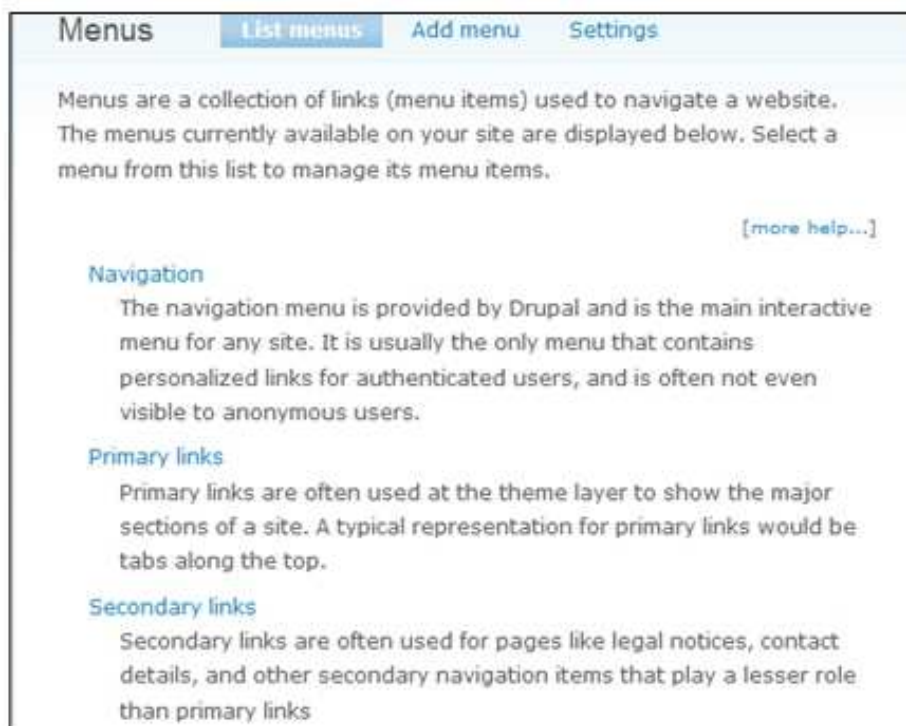 Menus List menus Add menu Settings
Menus are a collection of links (menu items) used to navigate a website.
The menus currently available on your site are displayed below. Select a
menu from this list to manage its menu items.
[more help...]
Navigation
The navigation menu is provided by Drupal and is the main interactive
menu for any site. It is usually the only menu that contains
personalized links for authenticated users, and is often not even
visible to anonymous users.
Primary links
Primary links are often used at the theme layer to show the major
sections of a site. A typical representation for primary links would be
tabs along the top.
Secondary links
Secondary links are often used for pages like legal notices, contact
details, and other secondary navigation items that play a lesser role
than primary links